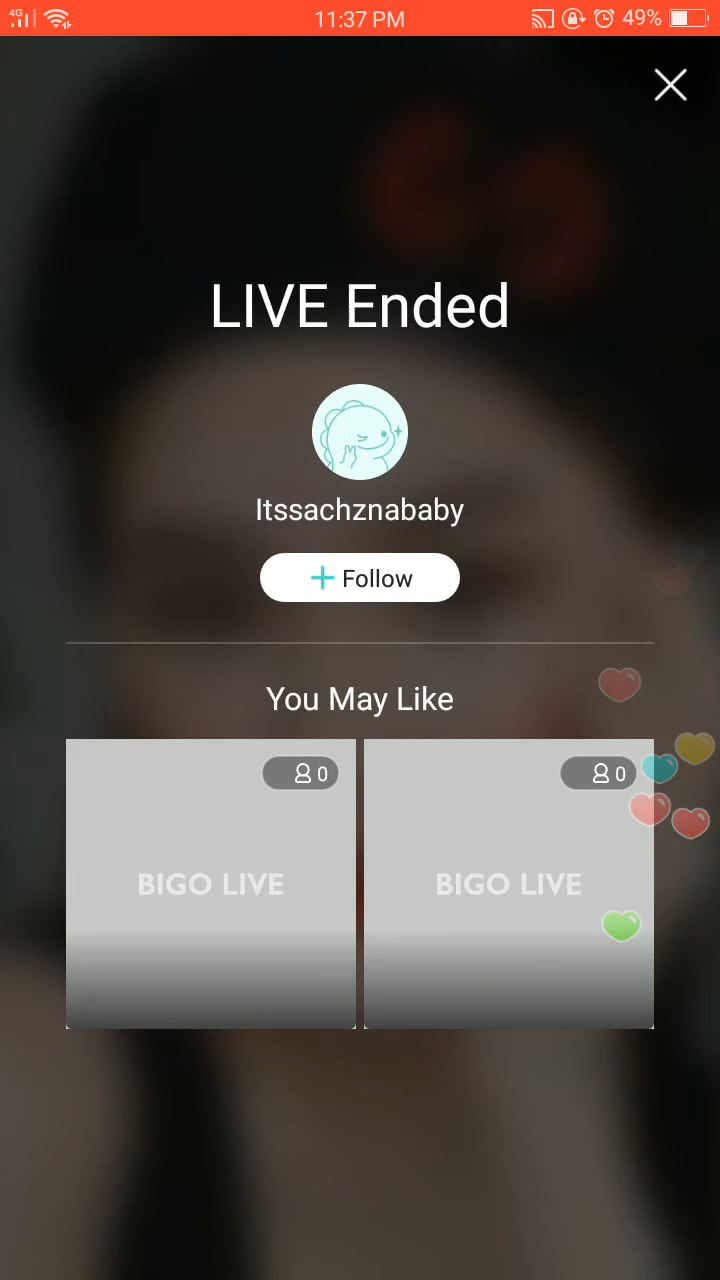 4G 11:37 PM 49%
LIVE Ended
Itssachznababy
+ Follow
You May Like
0 0
BIGO LIVE BIGO LIVE